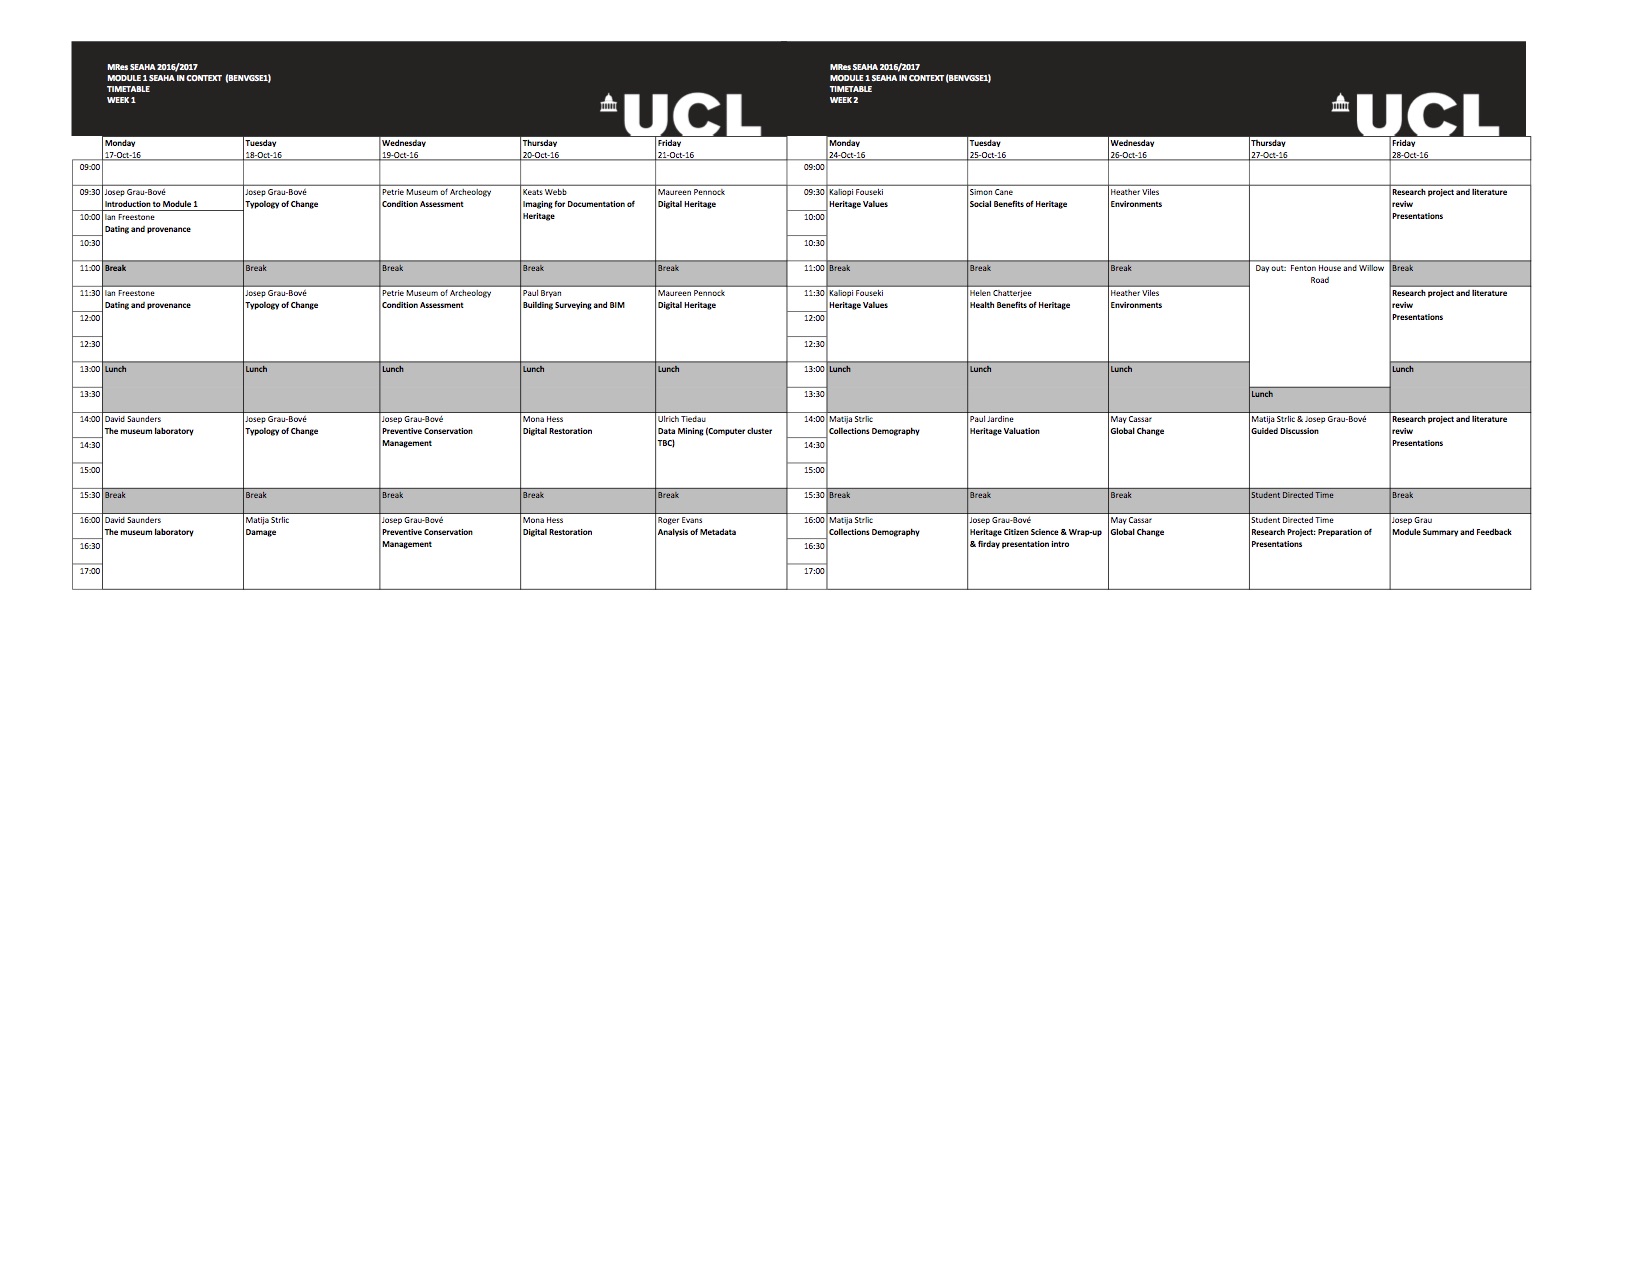 MRes SEAHA 2016/2017
MODULE 1 SEAHA IN CONTEXT (BENVGSE1)
TIMETABLE
WEEK 1
UCL
MRes SEAHA 2016/2017
MODULE 1 SEAHA IN CONTEXT (BENVGSE1)
TIMETABLE
WEEK 2
UCL
Monday Tuesday Wednesday Thursday Friday Monday Tuesday Wednesday Thursday Friday
17-Oct-16 18-Oct-16 19-Oct-16 20-Oct-16 21-Oct-16 24-Oct-16 25-Oct-16 26-Oct-16 27-Oct-16 28-Oct-16
09:00 09:00
09:30 Josep Grau-Bové Josep Grau-Bové Petrie Museum of Archeology Keats Webb Maureen Pennock 09:30 Kaliopi Fouseki Simon Cane Heather Viles Research project and literature
Introduction to Module 1 Typology of Change Condition Assessment Imaging for Documentation of Digital Heritage Heritage Values Social Benefits of Heritage Environments reviw
10:00 Ian Freestone Heritage 10:00 Presentations
Dating and provenance
10:30 10:30
11:00 Break Break Break Break Break 11:00 Break Break Break Day out: Fenton House and Willow Break
Road
11:30 Ian Freestone Josep Grau-Bové Petrie Museum of Archeology Paul Bryan Maureen Pennock 11:30 Kaliopi Fouseki Helen Chatterjee Heather Viles Research project and literature
Dating and provenance Typology of Change Condition Assessment Building Surveying and BIM Digital Heritage Heritage Values Health Benefits of Heritage Environments reviw
12:00 12:00 Presentations
12:30 12:30
13:00 Lunch Lunch Lunch Lunch Lunch 13:00 Lunch Lunch Lunch Lunch
13:30 13:30 Lunch
14:00 David Saunders Josep Grau-Bové Josep Grau-Bové Mona Hess Ulrich Tiedau 14:00 Matija Strlic Paul Jardine May Cassar Matija Strlic & Josep Grau-Bové Research project and literature
The museum laboratory Typology of Change Preventive Conservation Digital Restoration Data Mining (Computer cluster Collections Demography Heritage Valuation Global Change Guided Discussion reviw
14:30 Management TBC) 14:30 Presentations
15:00 15:00
15:30 Break Break Break Break Break 15:30 Break Break Break Student Directed Time Break
16:00 David Saunders Matija Strlic Josep Grau-Bové Mona Hess Roger Evans 16:00 Matija Strlic Josep Grau-Bové May Cassar Student Directed Time Josep Grau
The museum laboratory Damage Preventive Conservation Digital Restoration Analysis of Metadata Collections Demography Heritage Citizen Science & Wrap-up Global Change Research Project: Preparation of Module Summary and Feedback
16:30 Management 16:30 & firday presentation intro Presentations
17:00 17:00